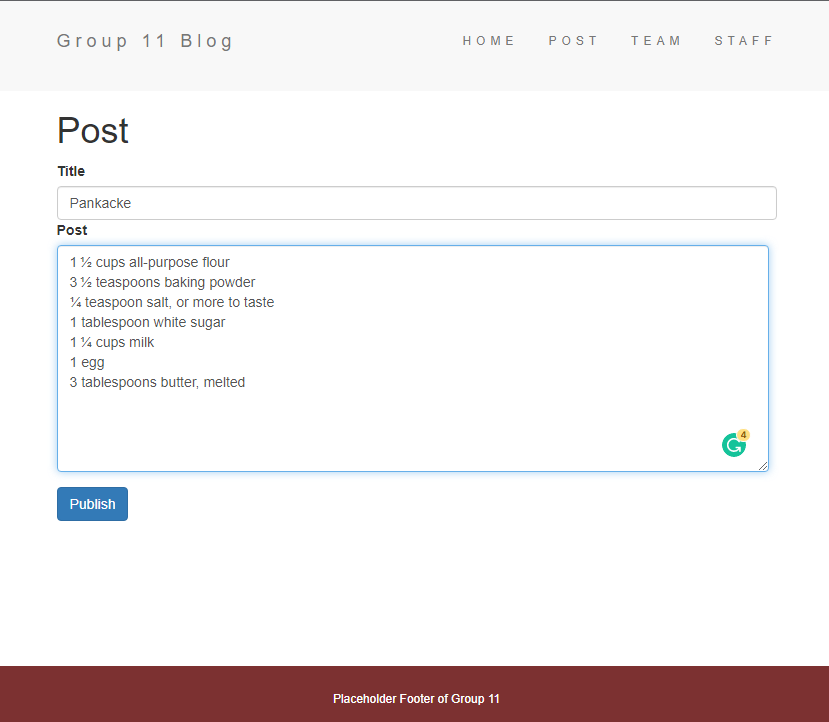 Group 11 Blog
HOME POST TEAM STAFF
Post
Title
Pankacke
Post
1 ½ cups all-purpose flour
3 ½ teaspoons baking powder
¼ teaspoon salt, or more to taste
1 tablespoon white sugar
1 ¼ cups milk
1 egg
3 tablespoons butter, melted
4
Publish
Placeholder Footer of Group 11